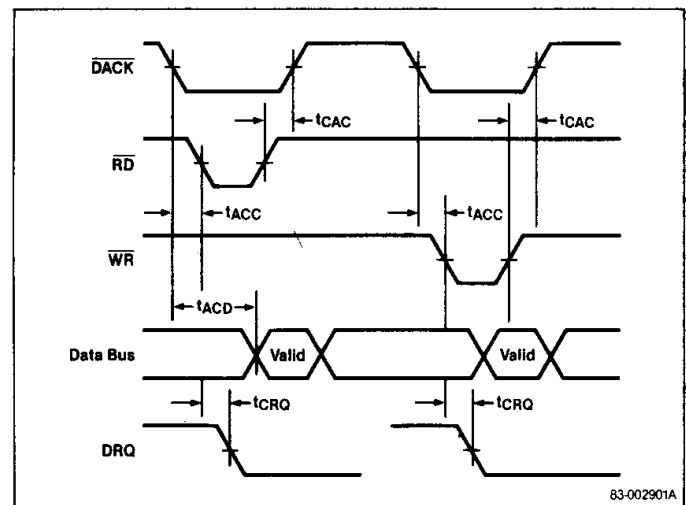 DACK
tCAC
tCAC
RD
tACC
tACC
WR
tACD
Data Bus
Valid
Valid
tCRQ
tCRQ
DRQ
83-002901A